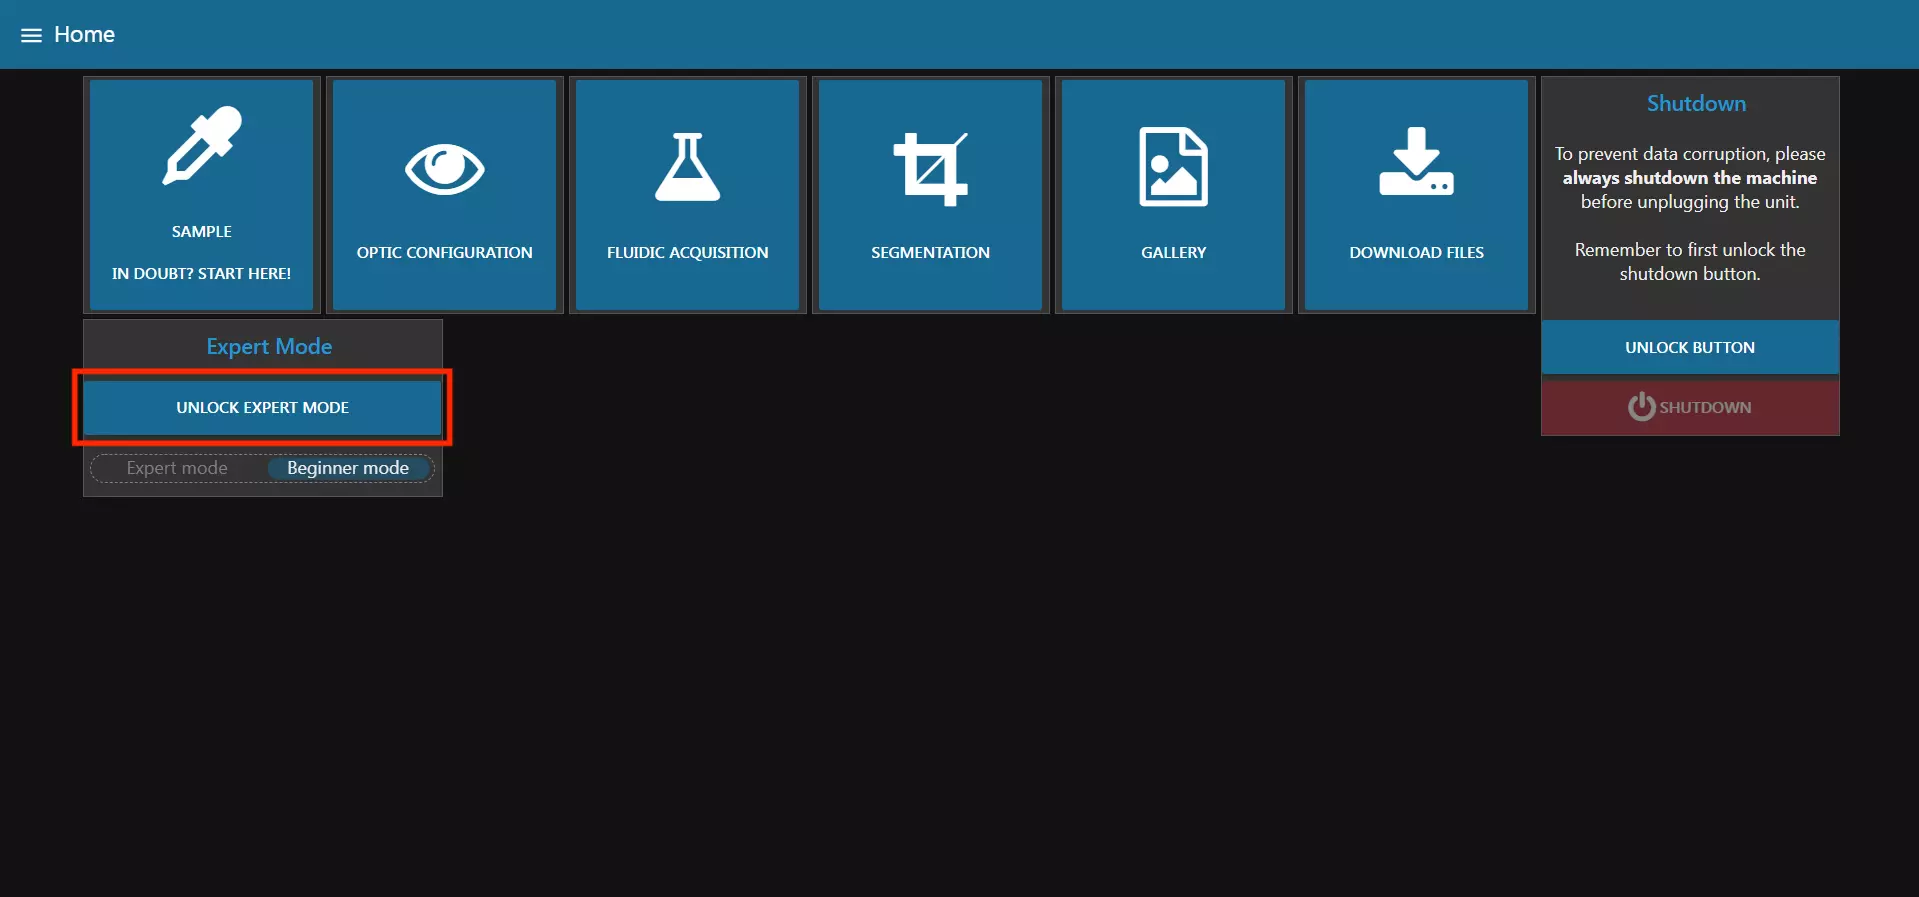 Home
SAMPLE
IN DOUBT? START HERE!
OPTIC CONFIGURATION
FLUIDIC ACQUISITION
SEGMENTATION
GALLERY
DOWNLOAD FILES
Shutdown
To prevent data corruption, please
always shutdown the machine
before unplugging the unit.
Remember to first unlock the
shutdown button.
UNLOCK BUTTON
SHUTDOWN
Expert Mode
UNLOCK EXPERT MODE
Expert mode
Beginner mode